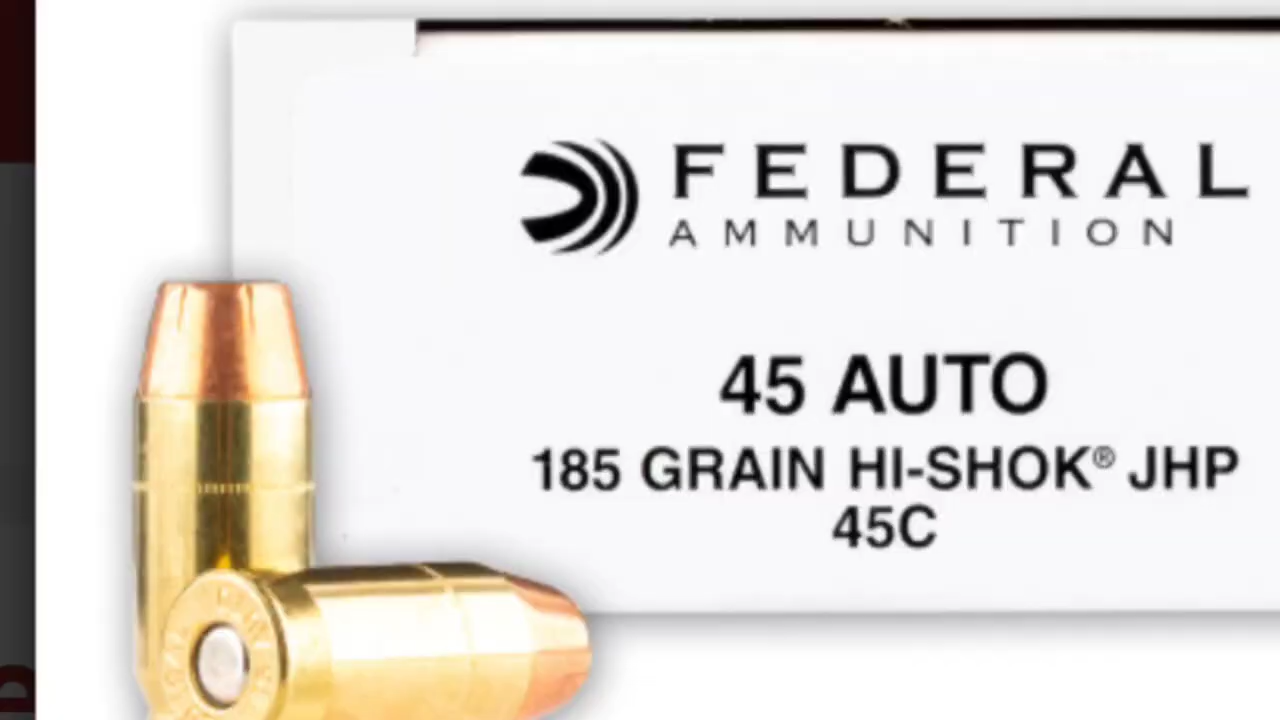 FEDERAL
AMMUNITION
45 AUTO
185 GRAIN HI-SHOK® JHP
45C